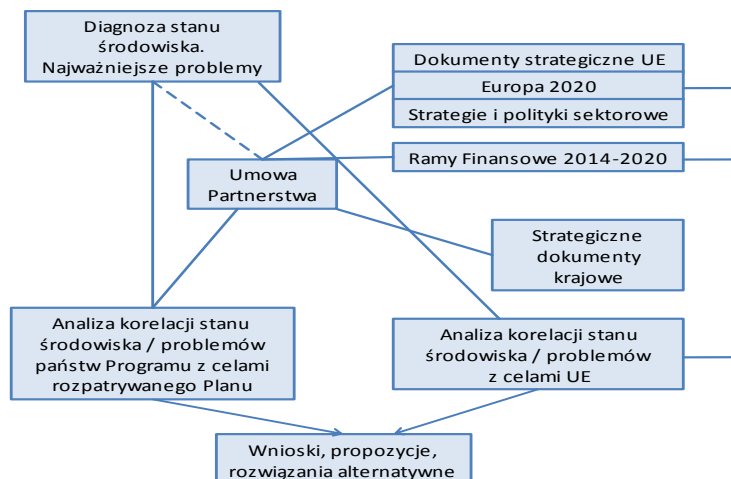 Diagnoza stanu
środowiska.
Najważniejsze problemy
Dokumenty strategiczne UE
Europa 2020
Strategie i polityki sektorowe
Umowa
Partnerstwa
Ramy Finansowe 2014-2020
Strategiczne
dokumenty
krajowe
Analiza korelacji stanu
środowiska / problemów
państw Programu z celami
rozpatrywanego Planu
Analiza korelacji stanu
środowiska / problemów
z celami UE
Wnioski, propozycje,
rozwiązania alternatywne